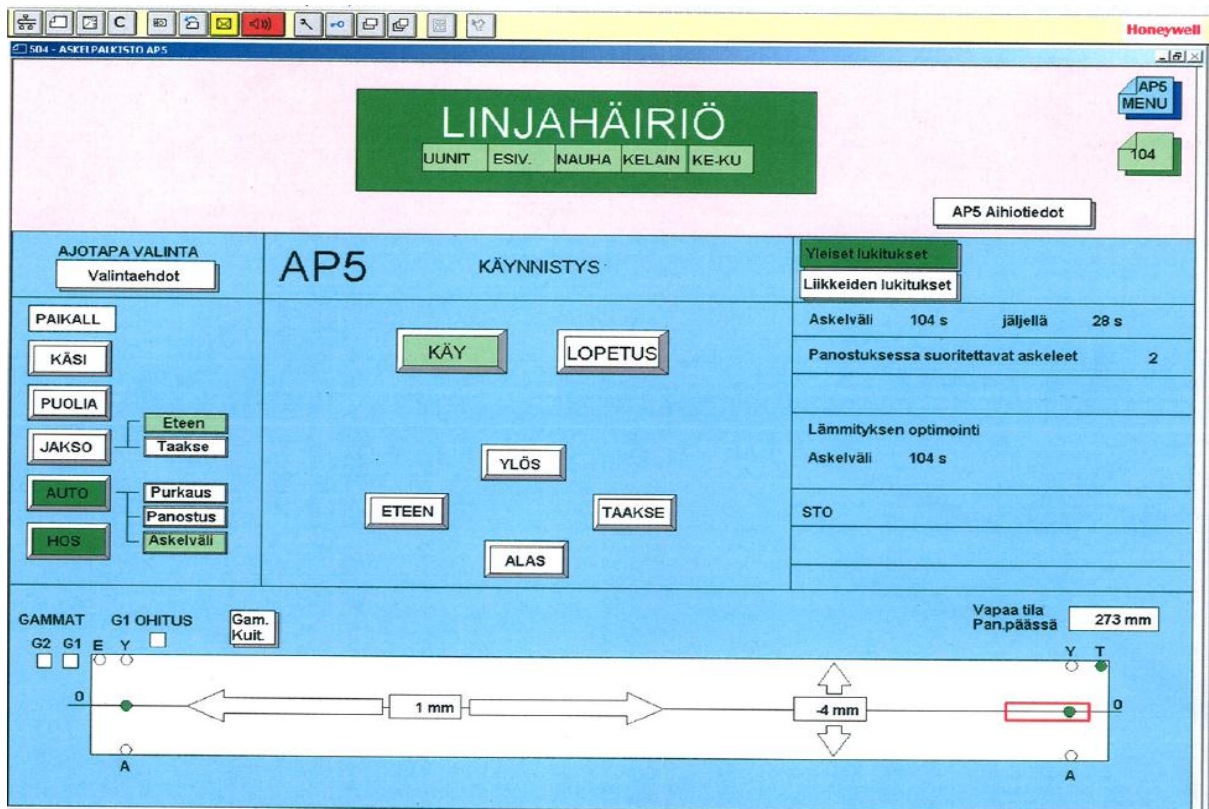 C
Honeywell
504 - ASKELPALKISTO AP5
LINJAHÄIRIÖ
UUNIT ESIV. NAUHA KELAIN KE-KU
AP5 MENU
104
AP5 Aihiotiedot
AJOTAPA VALINTA
Valintaehdot
AP5 KÄYNNISTYS
Yleiset lukitukset
Liikkeiden lukitukset
PAIKALL
KÄSI
PUOLIA
JAKSO
Eteen
Taakse
AUTO
HOS
Purkaus
Panostus
Askelväli
KÄY LOPETUS
YLÖS
ETEEN TAAKSE
ALAS
Askelväli 104 s jäljellä 28 s
Panostuksessa suoritettavat askeleet 2
Lämmityksen optimointi
Askelväli 104 s
STO
GAMMAT G1 OHITUS
Gam.
Kuit.
G2 G1 E Y
Vapaa tila
Pan.päässä 273 mm
Y T
0 1 mm -4 mm 0
A A